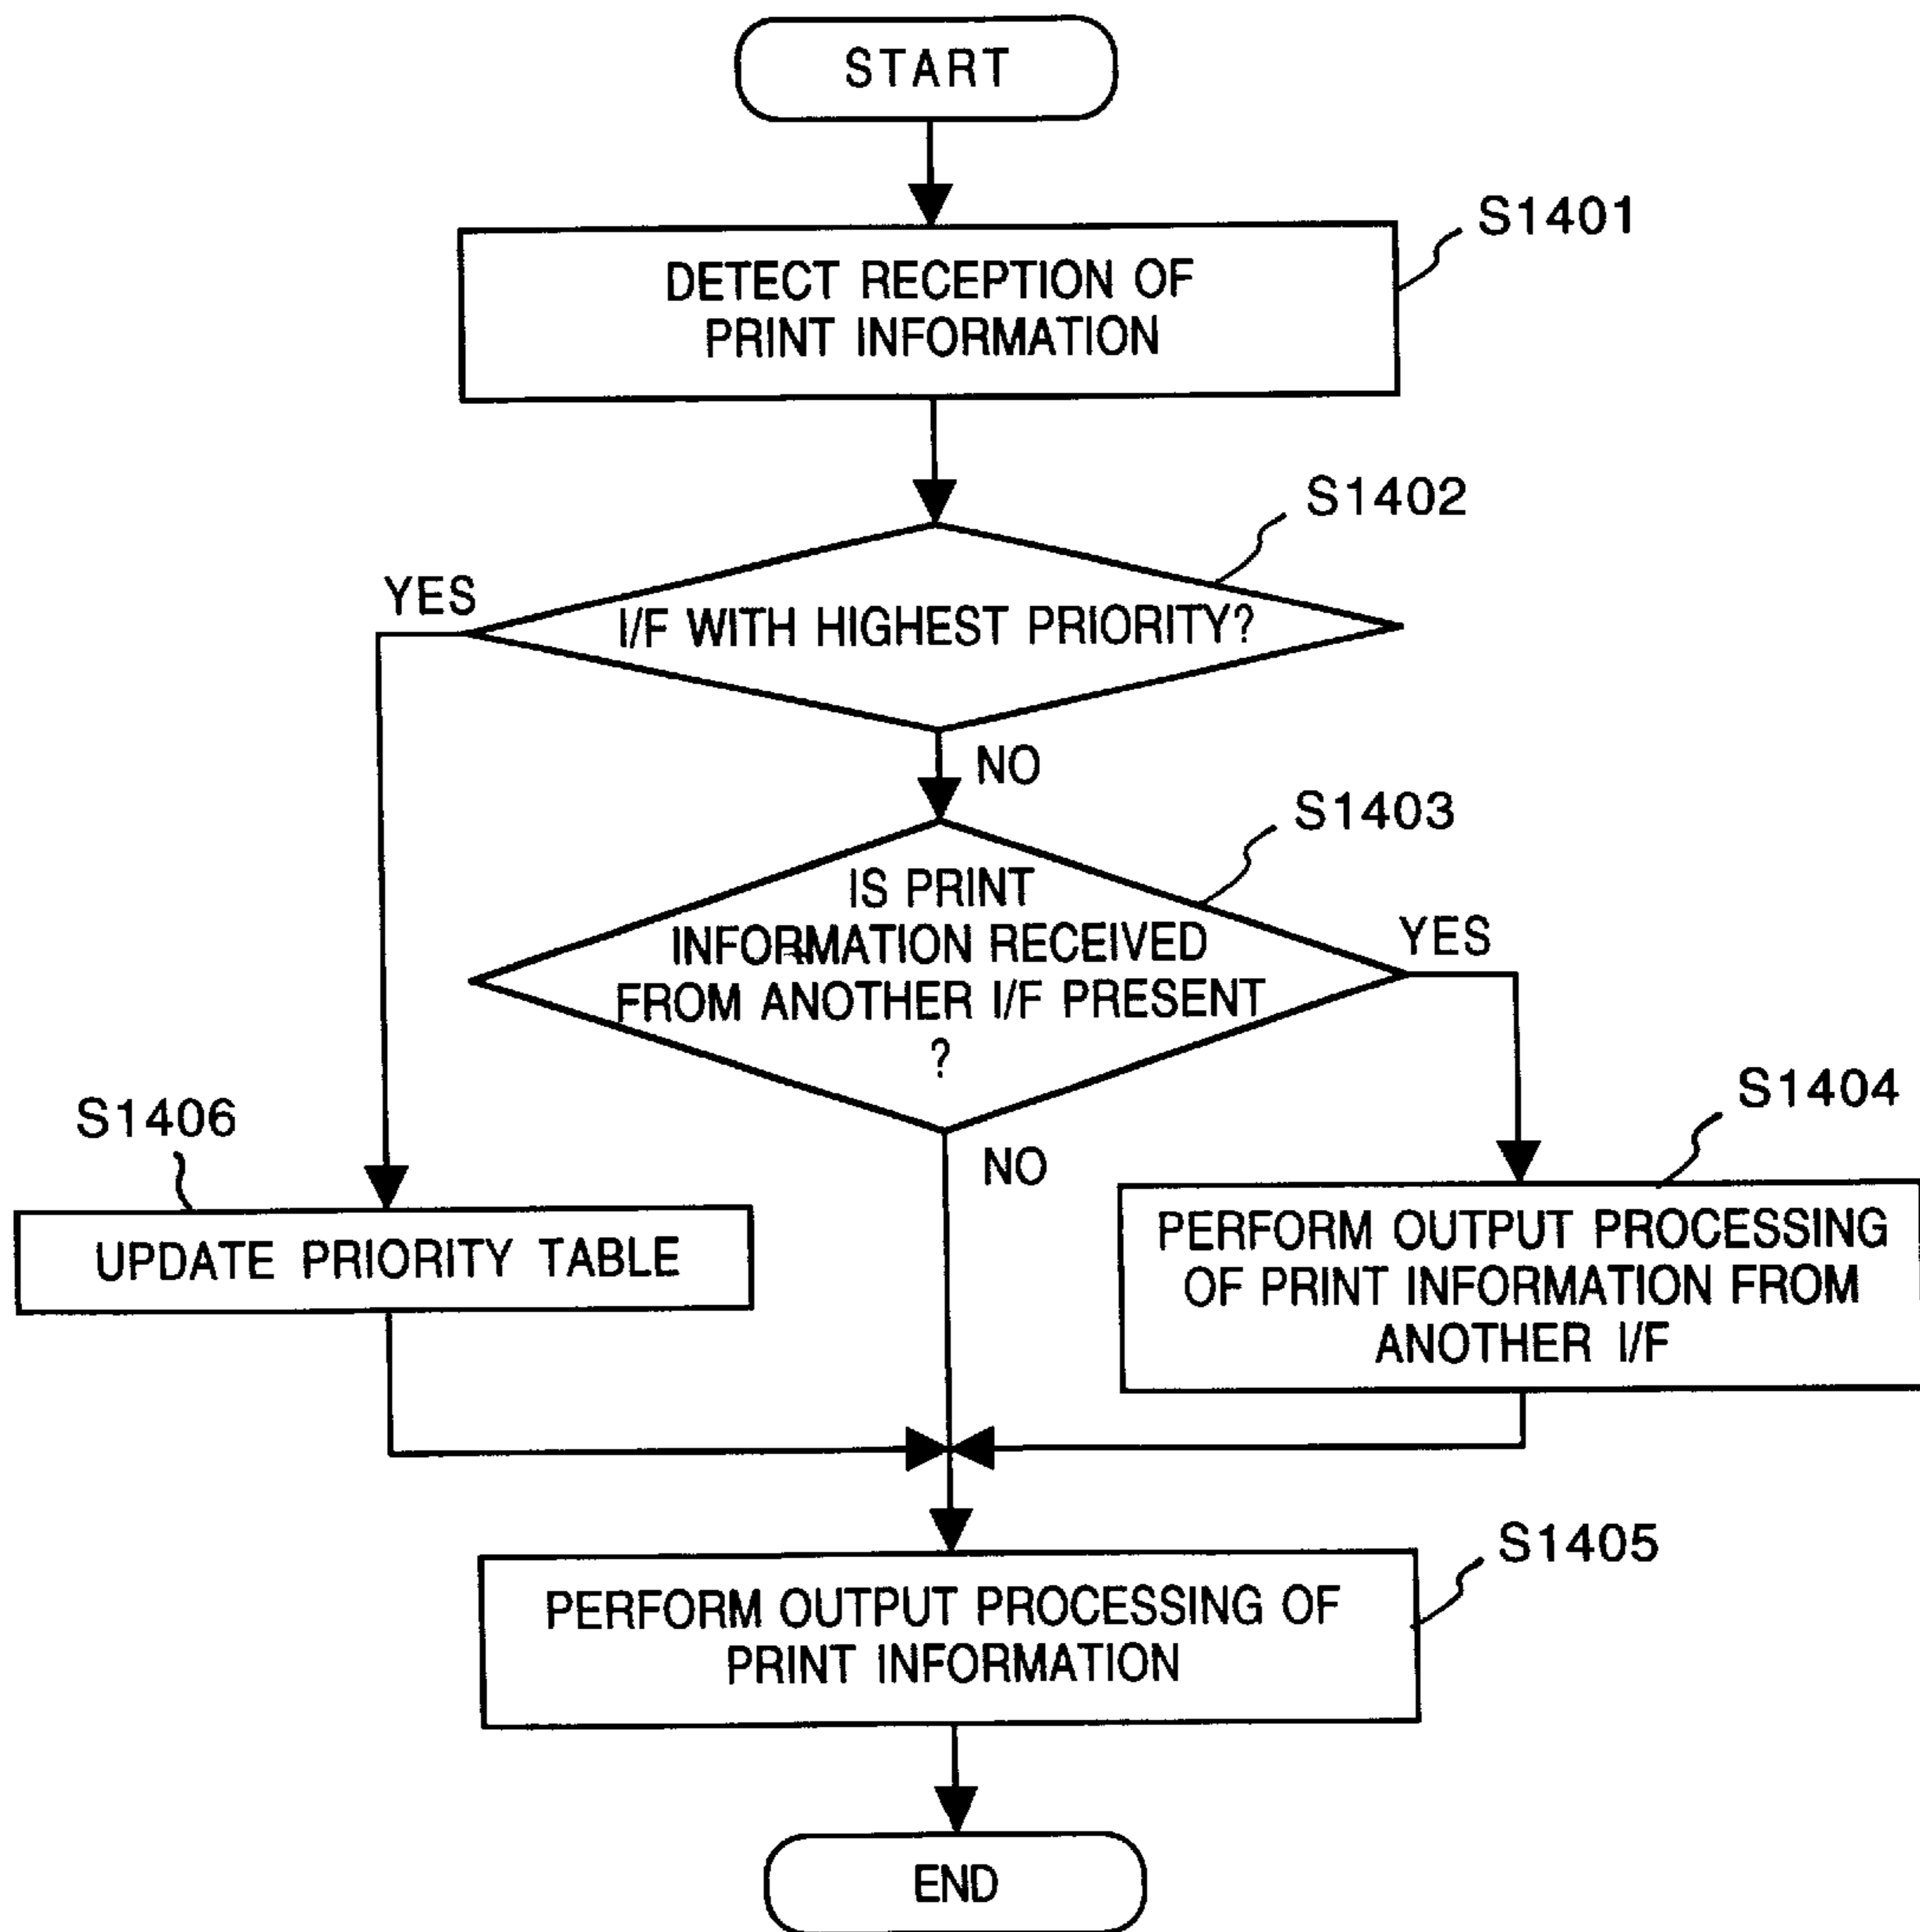 START
S1401
DETECT RECEPTION OF
PRINT INFORMATION
S1402
YES
I/F WITH HIGHEST PRIORITY?
NO
S1403
IS PRINT
INFORMATION RECEIVED
FROM ANOTHER I/F PRESENT
?
YES
S1404
S1406
NO
UPDATE PRIORITY TABLE
PERFORM OUTPUT PROCESSING
OF PRINT INFORMATION FROM
ANOTHER I/F
S1405
PERFORM OUTPUT PROCESSING OF
PRINT INFORMATION
END